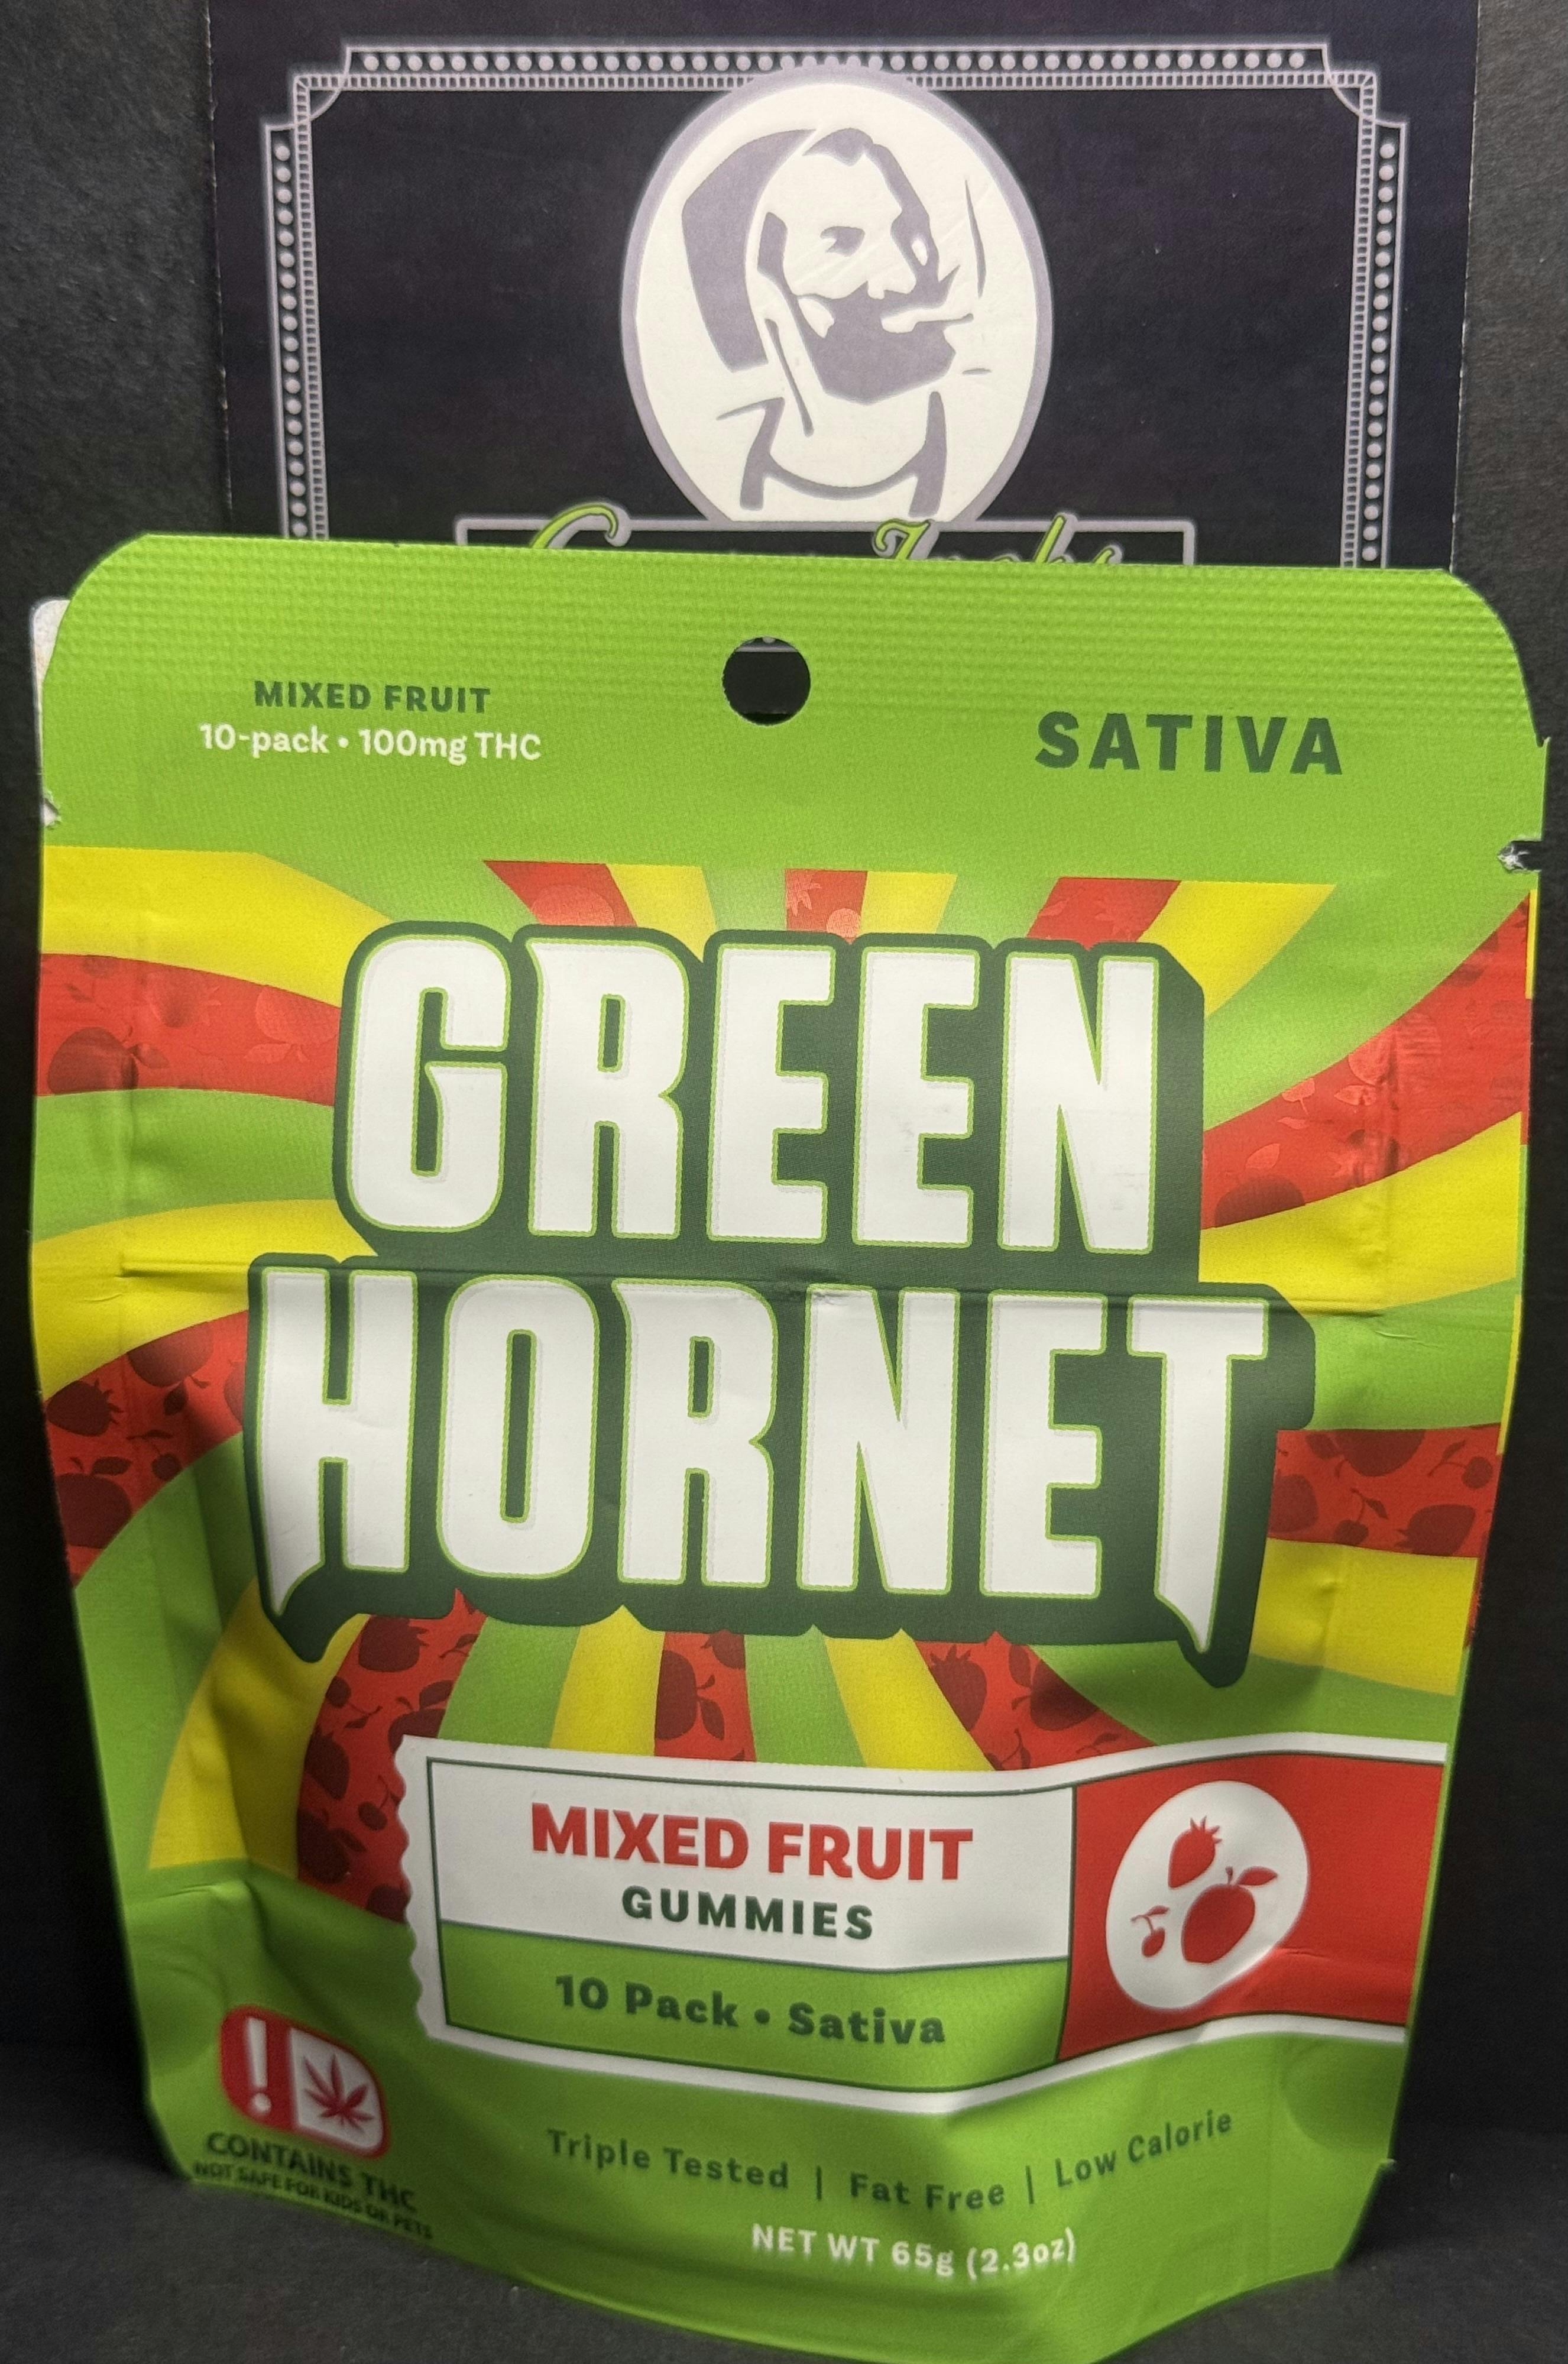 MIXED FRUIT
10-pack • 100mg THC
SATIVA
GREEN
HORNET
MIXED FRUIT
GUMMIES
10 Pack • Sativa
CONTAINS THC
NOT SAFE FOR KIDS OR PETS
Triple Tested | Fat Free | Low Calorie
NET WT 65g (2.3oz)